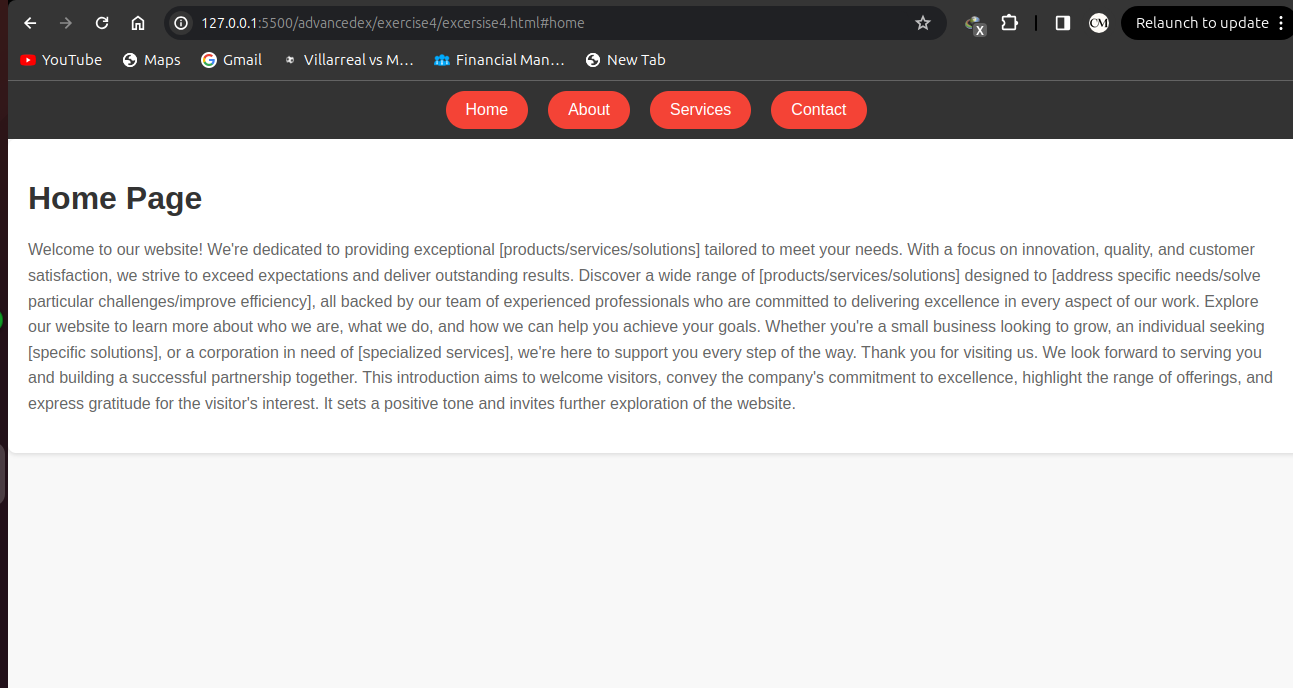 127.0.0.1:5500/advancedex/exercise4/excersise4.html#home
Relaunch to update
YouTube Maps Gmail Villarreal vs M... Financial Man... New Tab
Home About Services Contact
Home Page
Welcome to our website! We're dedicated to providing exceptional [products/services/solutions] tailored to meet your needs. With a focus on innovation, quality, and customer
satisfaction, we strive to exceed expectations and deliver outstanding results. Discover a wide range of [products/services/solutions] designed to [address specific needs/solve
particular challenges/improve efficiency], all backed by our team of experienced professionals who are committed to delivering excellence in every aspect of our work. Explore
our website to learn more about who we are, what we do, and how we can help you achieve your goals. Whether you're a small business looking to grow, an individual seeking
[specific solutions], or a corporation in need of [specialized services], we're here to support you every step of the way. Thank you for visiting us. We look forward to serving you
and building a successful partnership together. This introduction aims to welcome visitors, convey the company's commitment to excellence, highlight the range of offerings, and
express gratitude for the visitor's interest. It sets a positive tone and invites further exploration of the website.